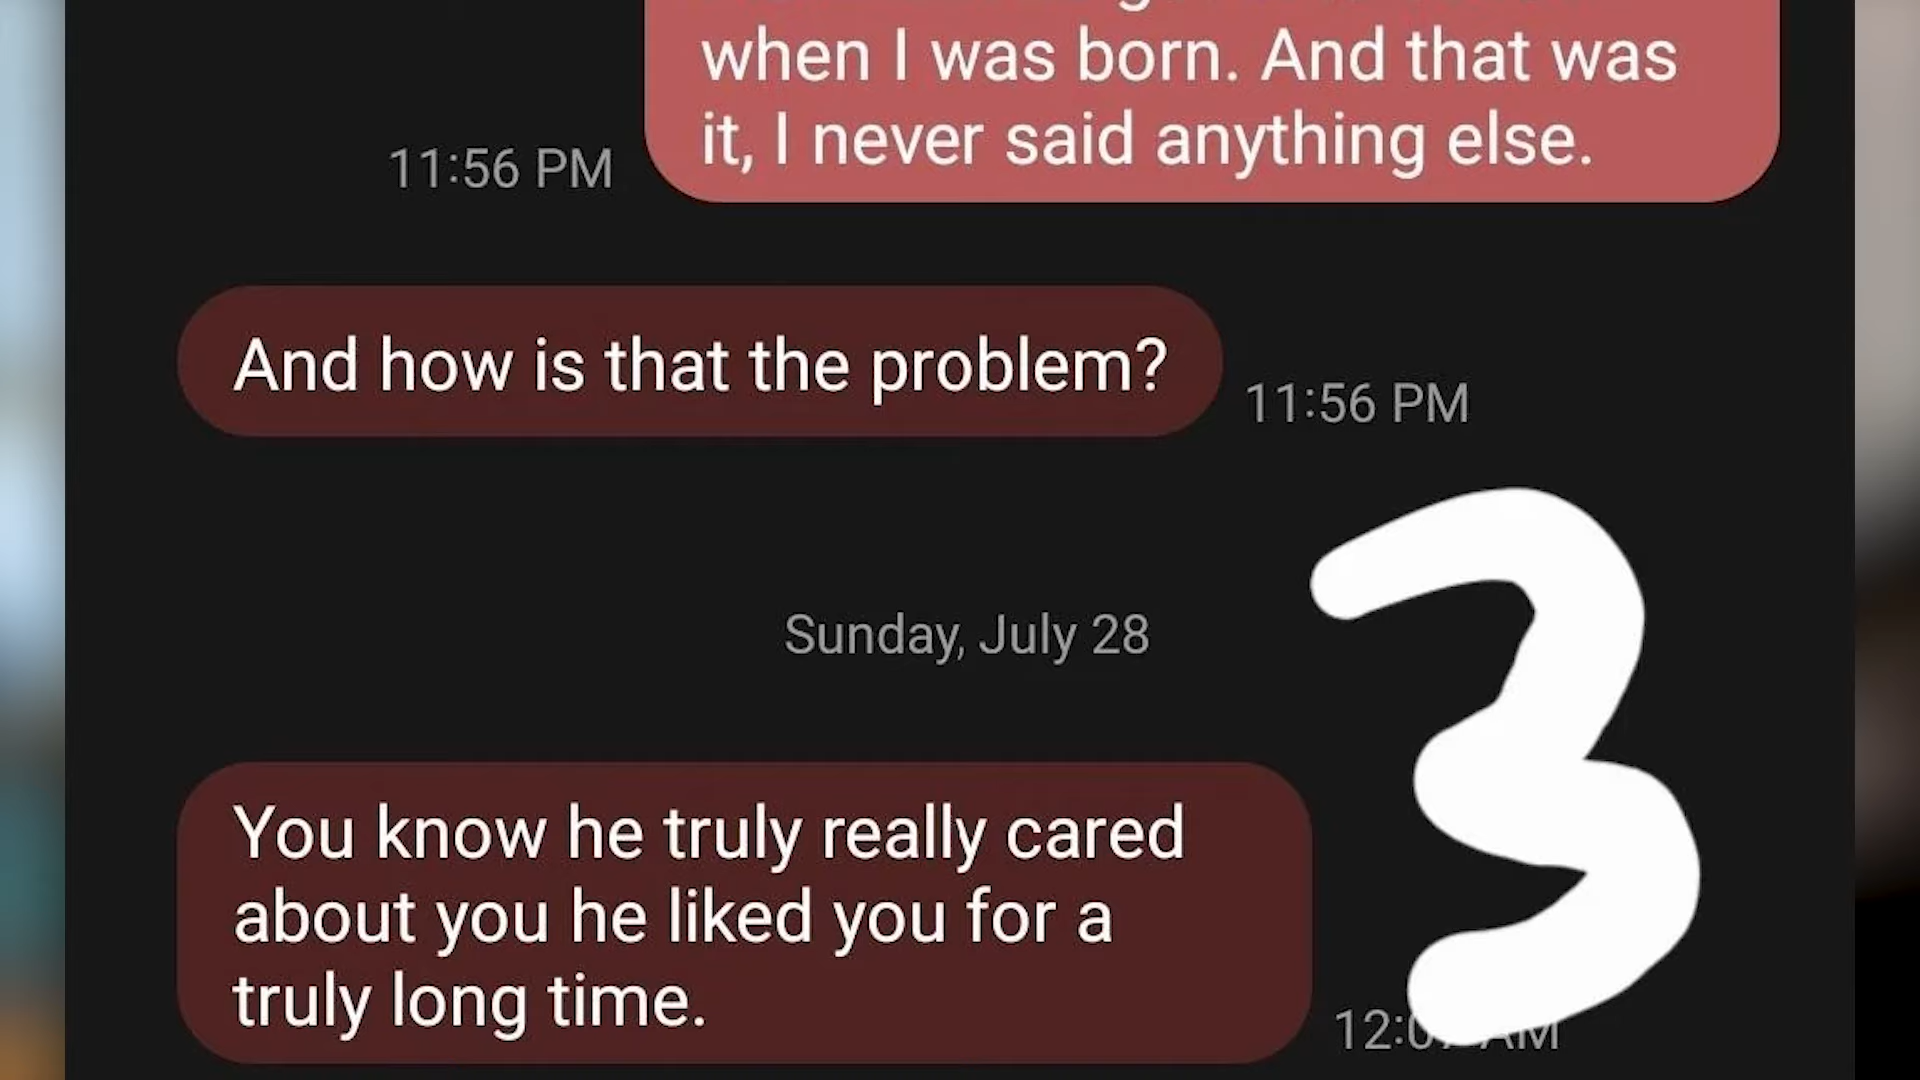 when I was born. And that was
it, I never said anything else.
11:56 PM
And how is that the problem?
11:56 PM
Sunday, July 28
3
You know he truly really cared
about you he liked you for a
truly long time.
AM